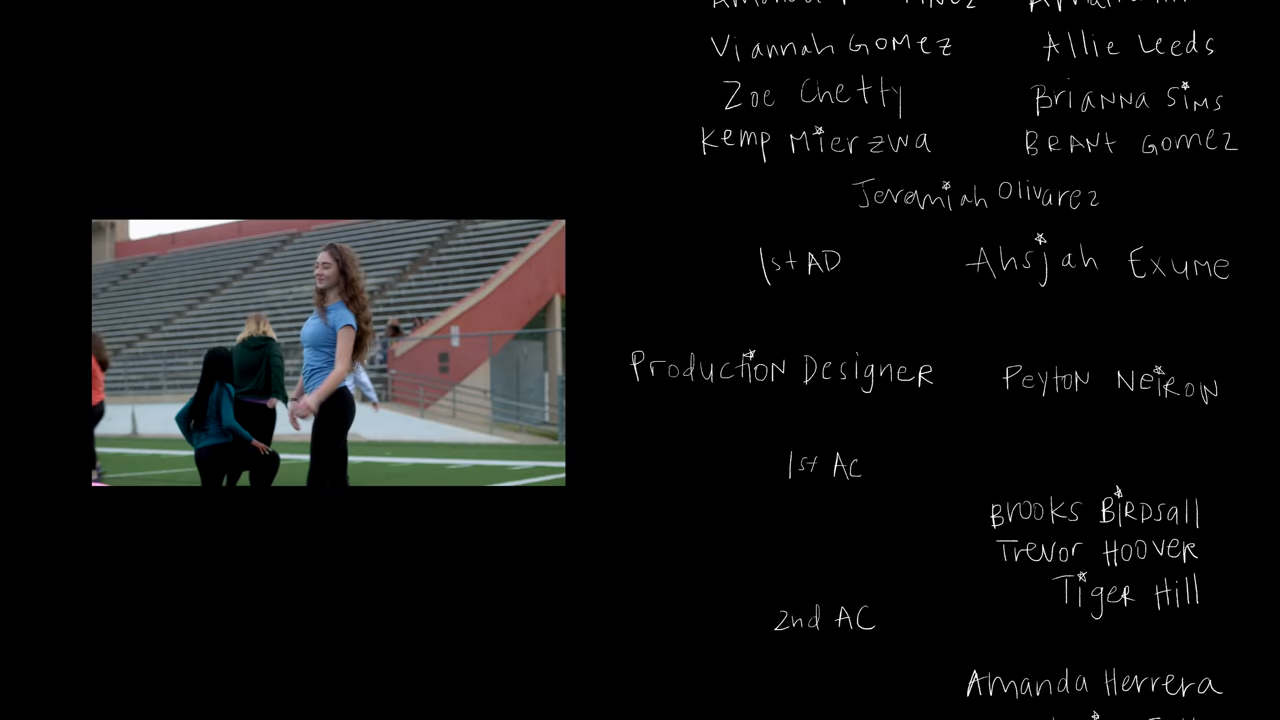 Viannah Gomez Allie Leeds
Zoe Chetty Brianna Sims
Kemp Mierzwa Brant Gomez
Jeremiah Olivarez
1st AD Ahsjah Exume
Production Designer Peyton Neiron
1st AC
Brooks Birdsall
Trevor Hoover
Tiger Hill
2nd AC
Amanda Herrera